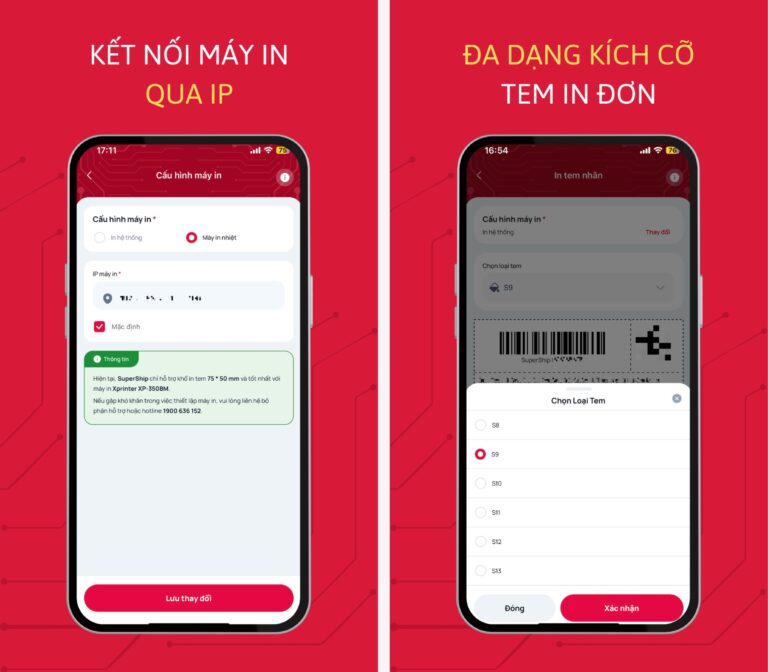 KẾT NỐI MÁY IN
QUA IP
17:11
75
Cấu hình máy in
Cấu hình máy in *
In hệ thống
Máy in nhiệt
IP máy in *
Mặc định
Thông tin
Hiện tại, SuperShip chỉ hỗ trợ khổ in tem 75 * 50 mm và tốt nhất với
máy in Xprinter XP-350BM.
Nếu gặp khó khăn trong việc thiết lập máy in, vui lòng liên hệ bộ
phận hỗ trợ hoặc hotline 1900 636 152.
Lưu thay đổi
ĐA DẠNG KÍCH CỠ
TEM IN ĐƠN
16:54
76
In tem nhãn
Cấu hình máy in *
In hệ thống
Thay đổi
Chọn loại tem
S9
SuperShip
Chọn Loại Tem
S8
S9
S10
S11
S12
S13
Đóng
Xác nhận